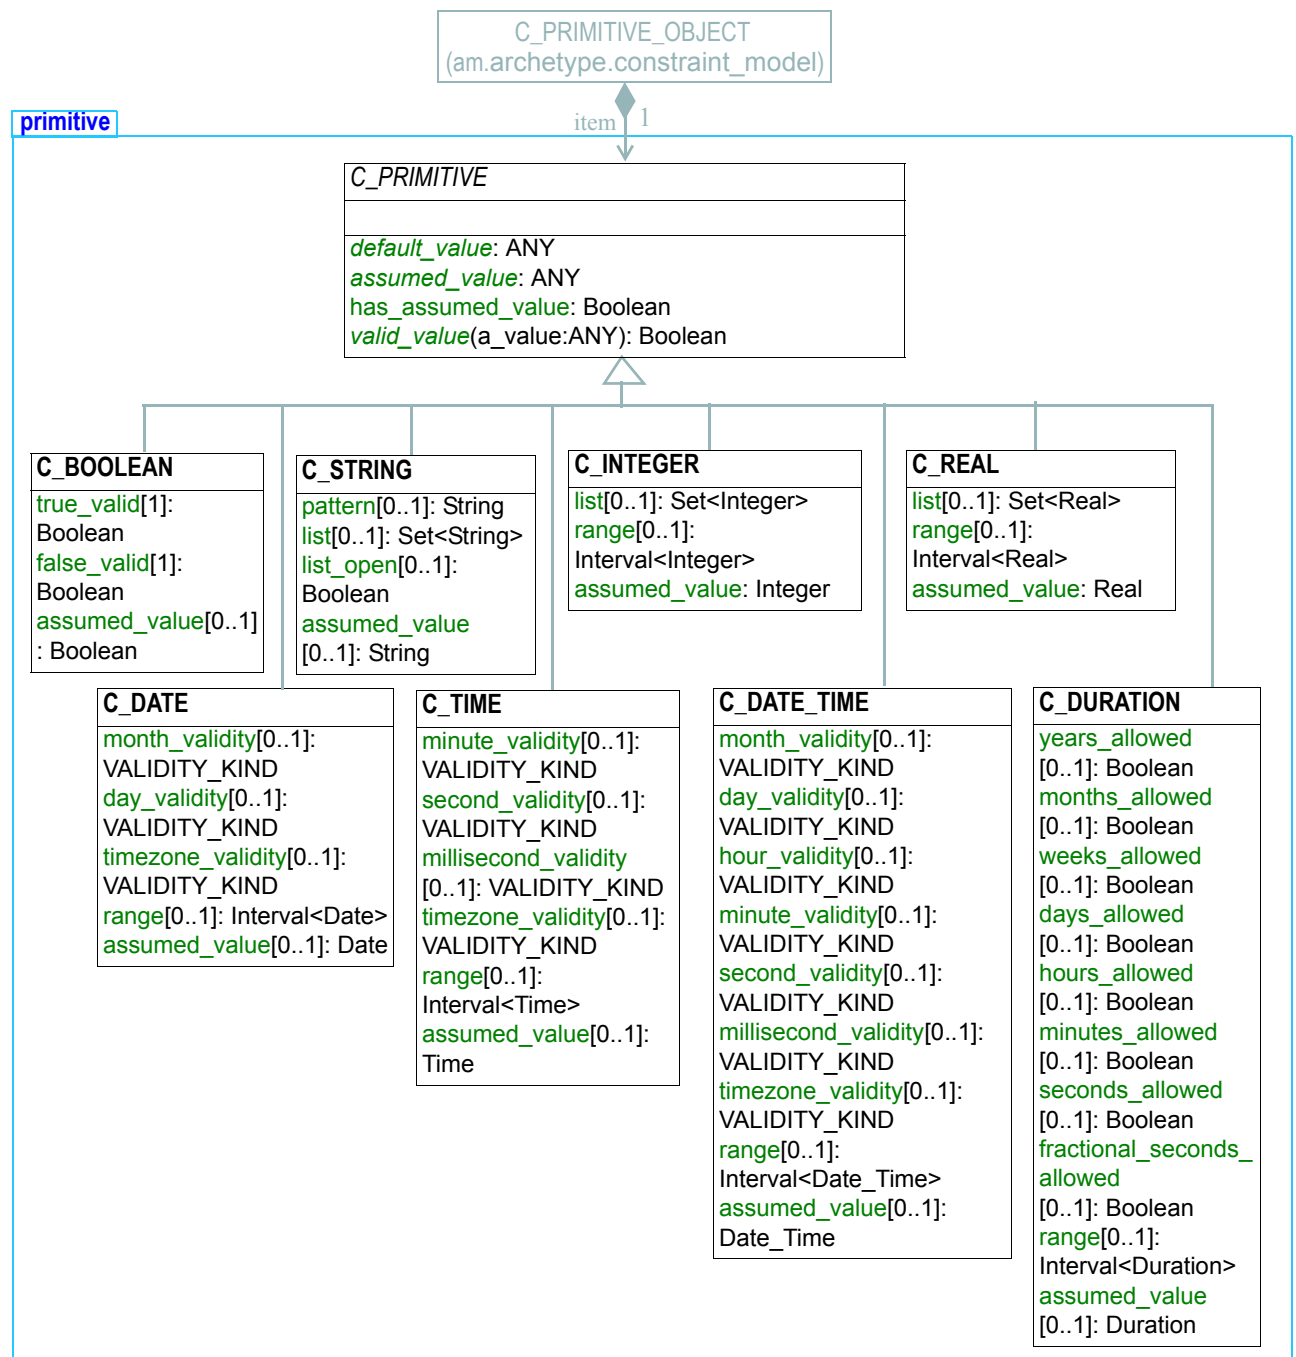 C_PRIMITIVE_OBJECT
(am.archetype.constraint_model)
primitive
item 1
C_PRIMITIVE
default_value: ANY
assumed_value: ANY
has_assumed_value: Boolean
valid_value(a_value:ANY): Boolean
C_BOOLEAN
true_valid[1]:
Boolean
false_valid[1]:
Boolean
assumed_value[0..1]
: Boolean
C_STRING
pattern[0..1]: String
list[0..1]: Set<String>
list_open[0..1]:
Boolean
assumed_value
[0..1]: String
C_INTEGER
list[0..1]: Set<Integer>
range[0..1]:
Interval<Integer>
assumed_value: Integer
C_REAL
list[0..1]: Set<Real>
range[0..1]:
Interval<Real>
assumed_value: Real
C_DATE
month_validity[0..1]:
VALIDITY_KIND
day_validity[0..1]:
VALIDITY_KIND
timezone_validity[0..1]:
VALIDITY_KIND
range[0..1]: Interval<Date>
assumed_value[0..1]: Date
C_TIME
minute_validity[0..1]:
VALIDITY_KIND
second_validity[0..1]:
VALIDITY_KIND
millisecond_validity
[0..1]: VALIDITY_KIND
timezone_validity[0..1]:
VALIDITY_KIND
range[0..1]:
Interval<Time>
assumed_value[0..1]:
Time
C_DATE_TIME
month_validity[0..1]:
VALIDITY_KIND
day_validity[0..1]:
VALIDITY_KIND
hour_validity[0..1]:
VALIDITY_KIND
minute_validity[0..1]:
VALIDITY_KIND
second_validity[0..1]:
VALIDITY_KIND
millisecond_validity[0..1]:
VALIDITY_KIND
timezone_validity[0..1]:
VALIDITY_KIND
range[0..1]:
Interval<Date_Time>
assumed_value[0..1]:
Date_Time
C_DURATION
years_allowed
[0..1]: Boolean
months_allowed
[0..1]: Boolean
weeks_allowed
[0..1]: Boolean
days_allowed
[0..1]: Boolean
hours_allowed
[0..1]: Boolean
minutes_allowed
[0..1]: Boolean
seconds_allowed
[0..1]: Boolean
fractional_seconds_
allowed
[0..1]: Boolean
range[0..1]:
Interval<Duration>
assumed_value
[0..1]: Duration